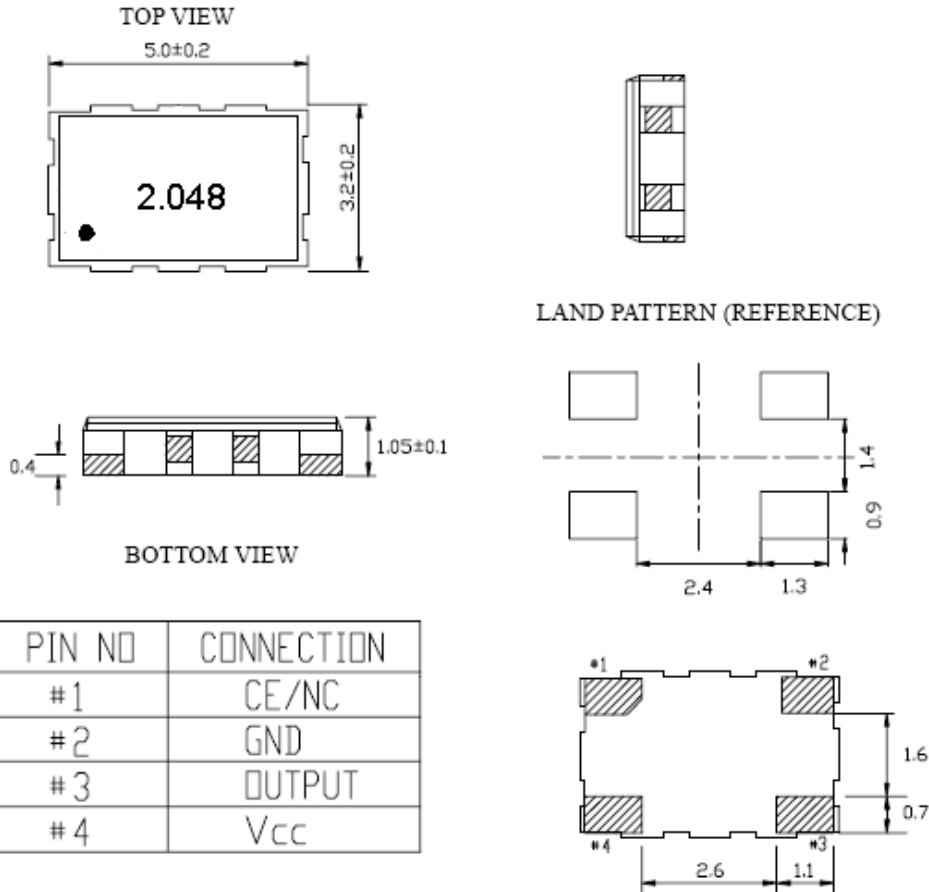 TOP VIEW
5.0±0.2
2.048
3.2±0.2
LAND PATTERN (REFERENCE)
0.4
1.05±0.1
1.4
0.9
2.4
1.3
BOTTOM VIEW
PIN NO CONNECTION
#1 CE/NC
#2 GND
#3 OUTPUT
#4 Vcc
#1
#2
1.6
0.7
#4
#3
2.6
1.1